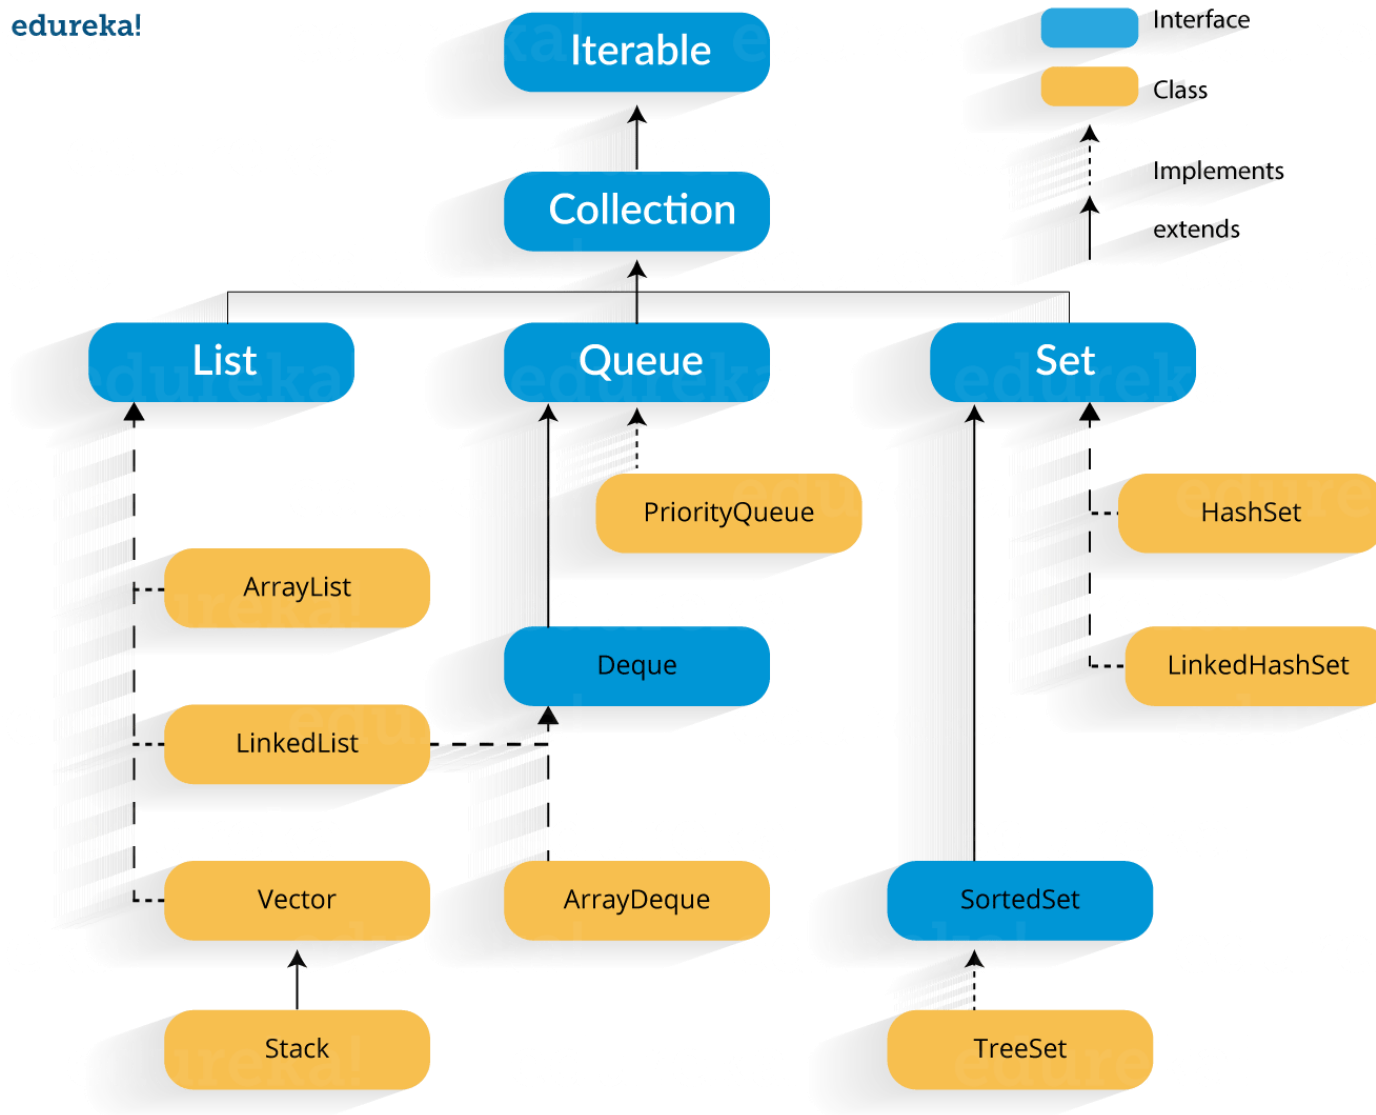 edureka!
Iterable
Interface
Class
Implements
extends
Collection
List
Queue
Set
PriorityQueue
HashSet
ArrayList
Deque
LinkedHashSet
LinkedList
Vector
ArrayDeque
SortedSet
Stack
TreeSet